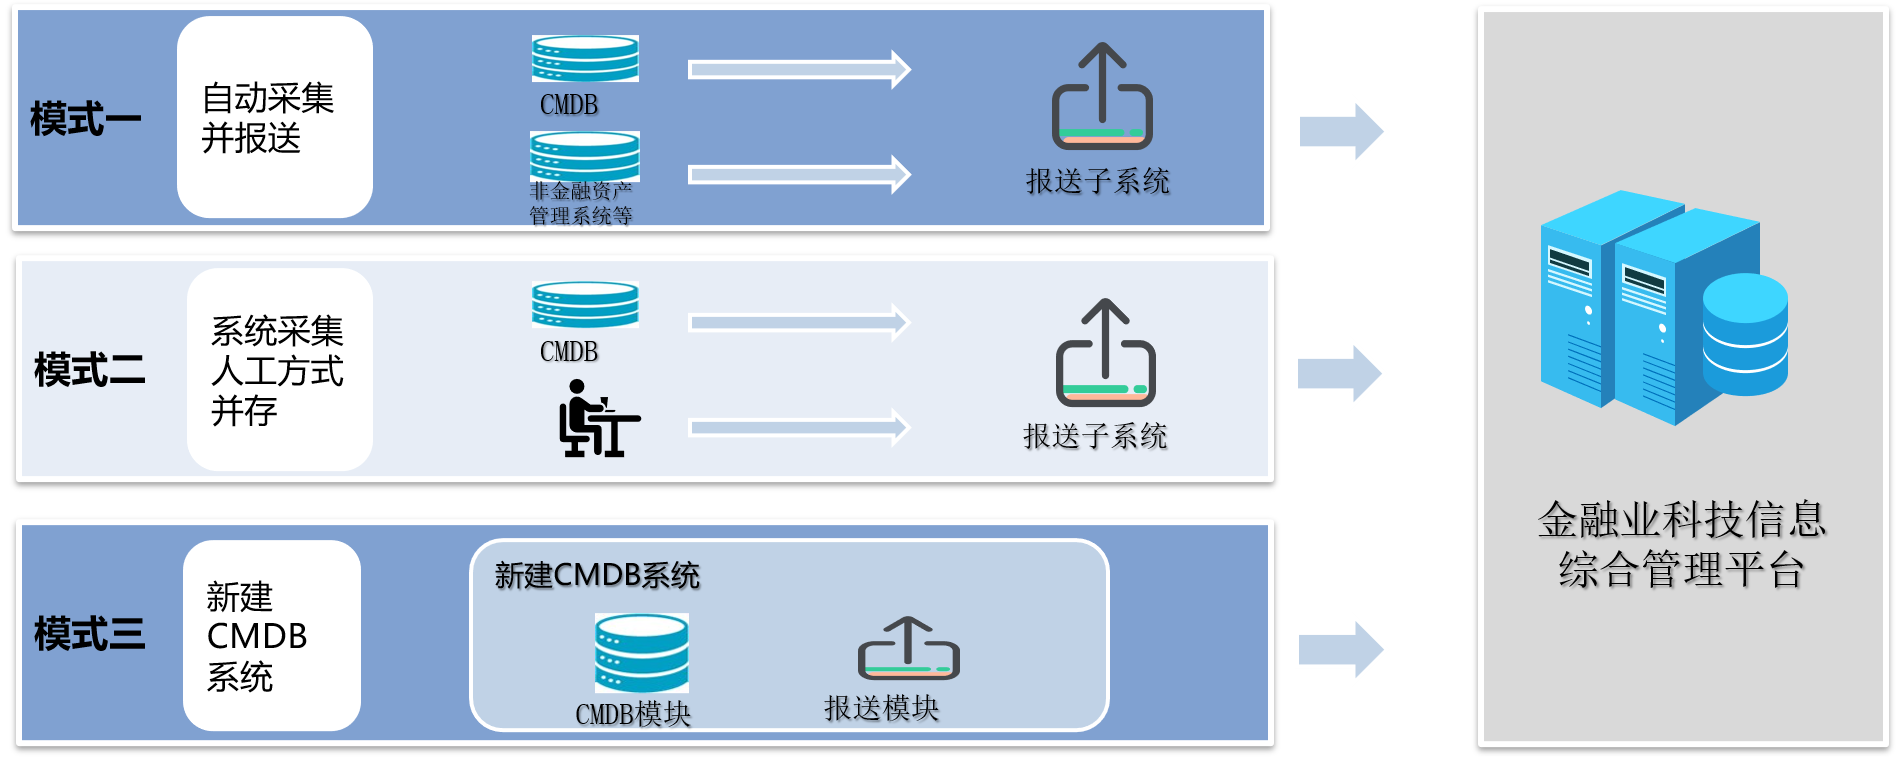 模式一
自动采集
并报送
CMDB
非金融资产
管理系统等
报送子系统
模式二
系统采集
人工方式
并存
CMDB
报送子系统
模式三
新建
CMDB
系统
新建CMDB系统
CMDB模块
报送模块
金融业科技信息
综合管理平台